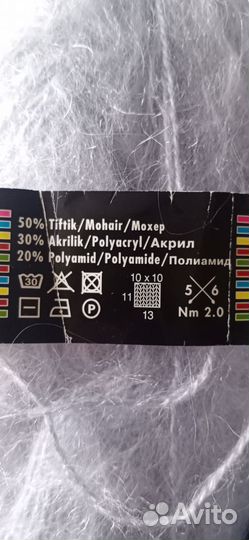 50% Tiftik/Mohair/Мохер
30% Akrilik/Polyacryl/Акрил
20% Polyamid/Polyamide/Полиамид
30 10 x 10 5 6
11
P 13 Nm 2.0
Avito